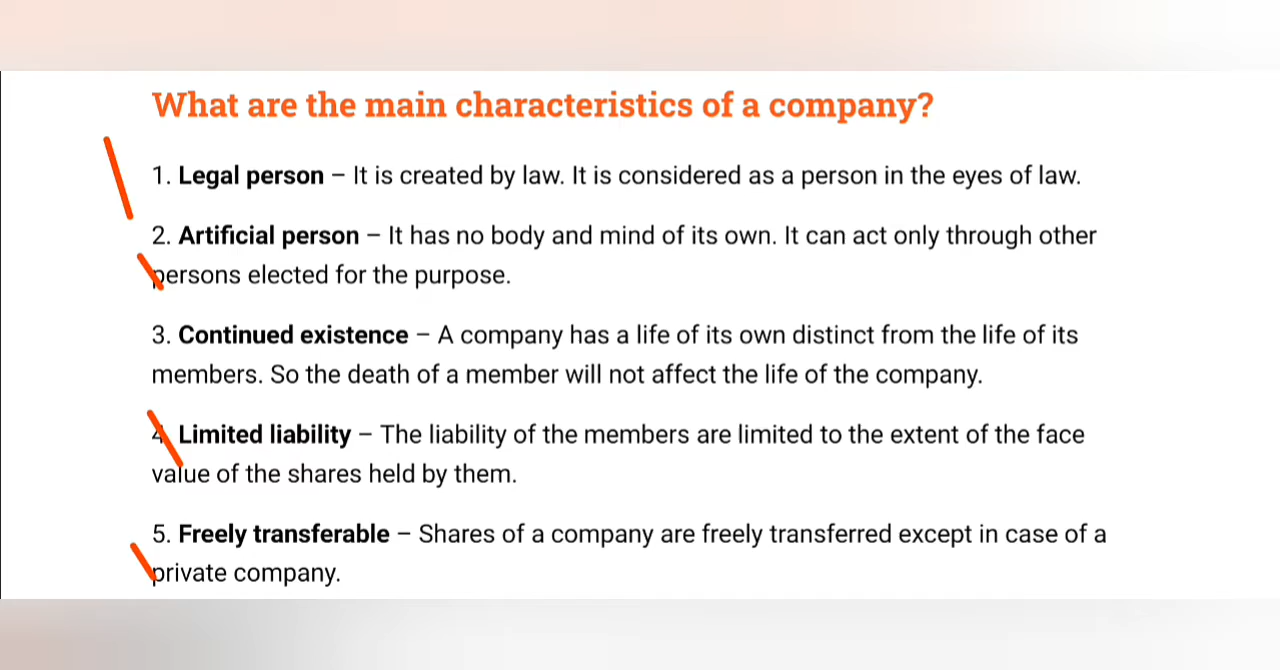 What are the main characteristics of a company?
1. Legal person – It is created by law. It is considered as a person in the eyes of law.
2. Artificial person – It has no body and mind of its own. It can act only through other
persons elected for the purpose.
3. Continued existence – A company has a life of its own distinct from the life of its
members. So the death of a member will not affect the life of the company.
4. Limited liability – The liability of the members are limited to the extent of the face
value of the shares held by them.
5. Freely transferable – Shares of a company are freely transferred except in case of a
private company.